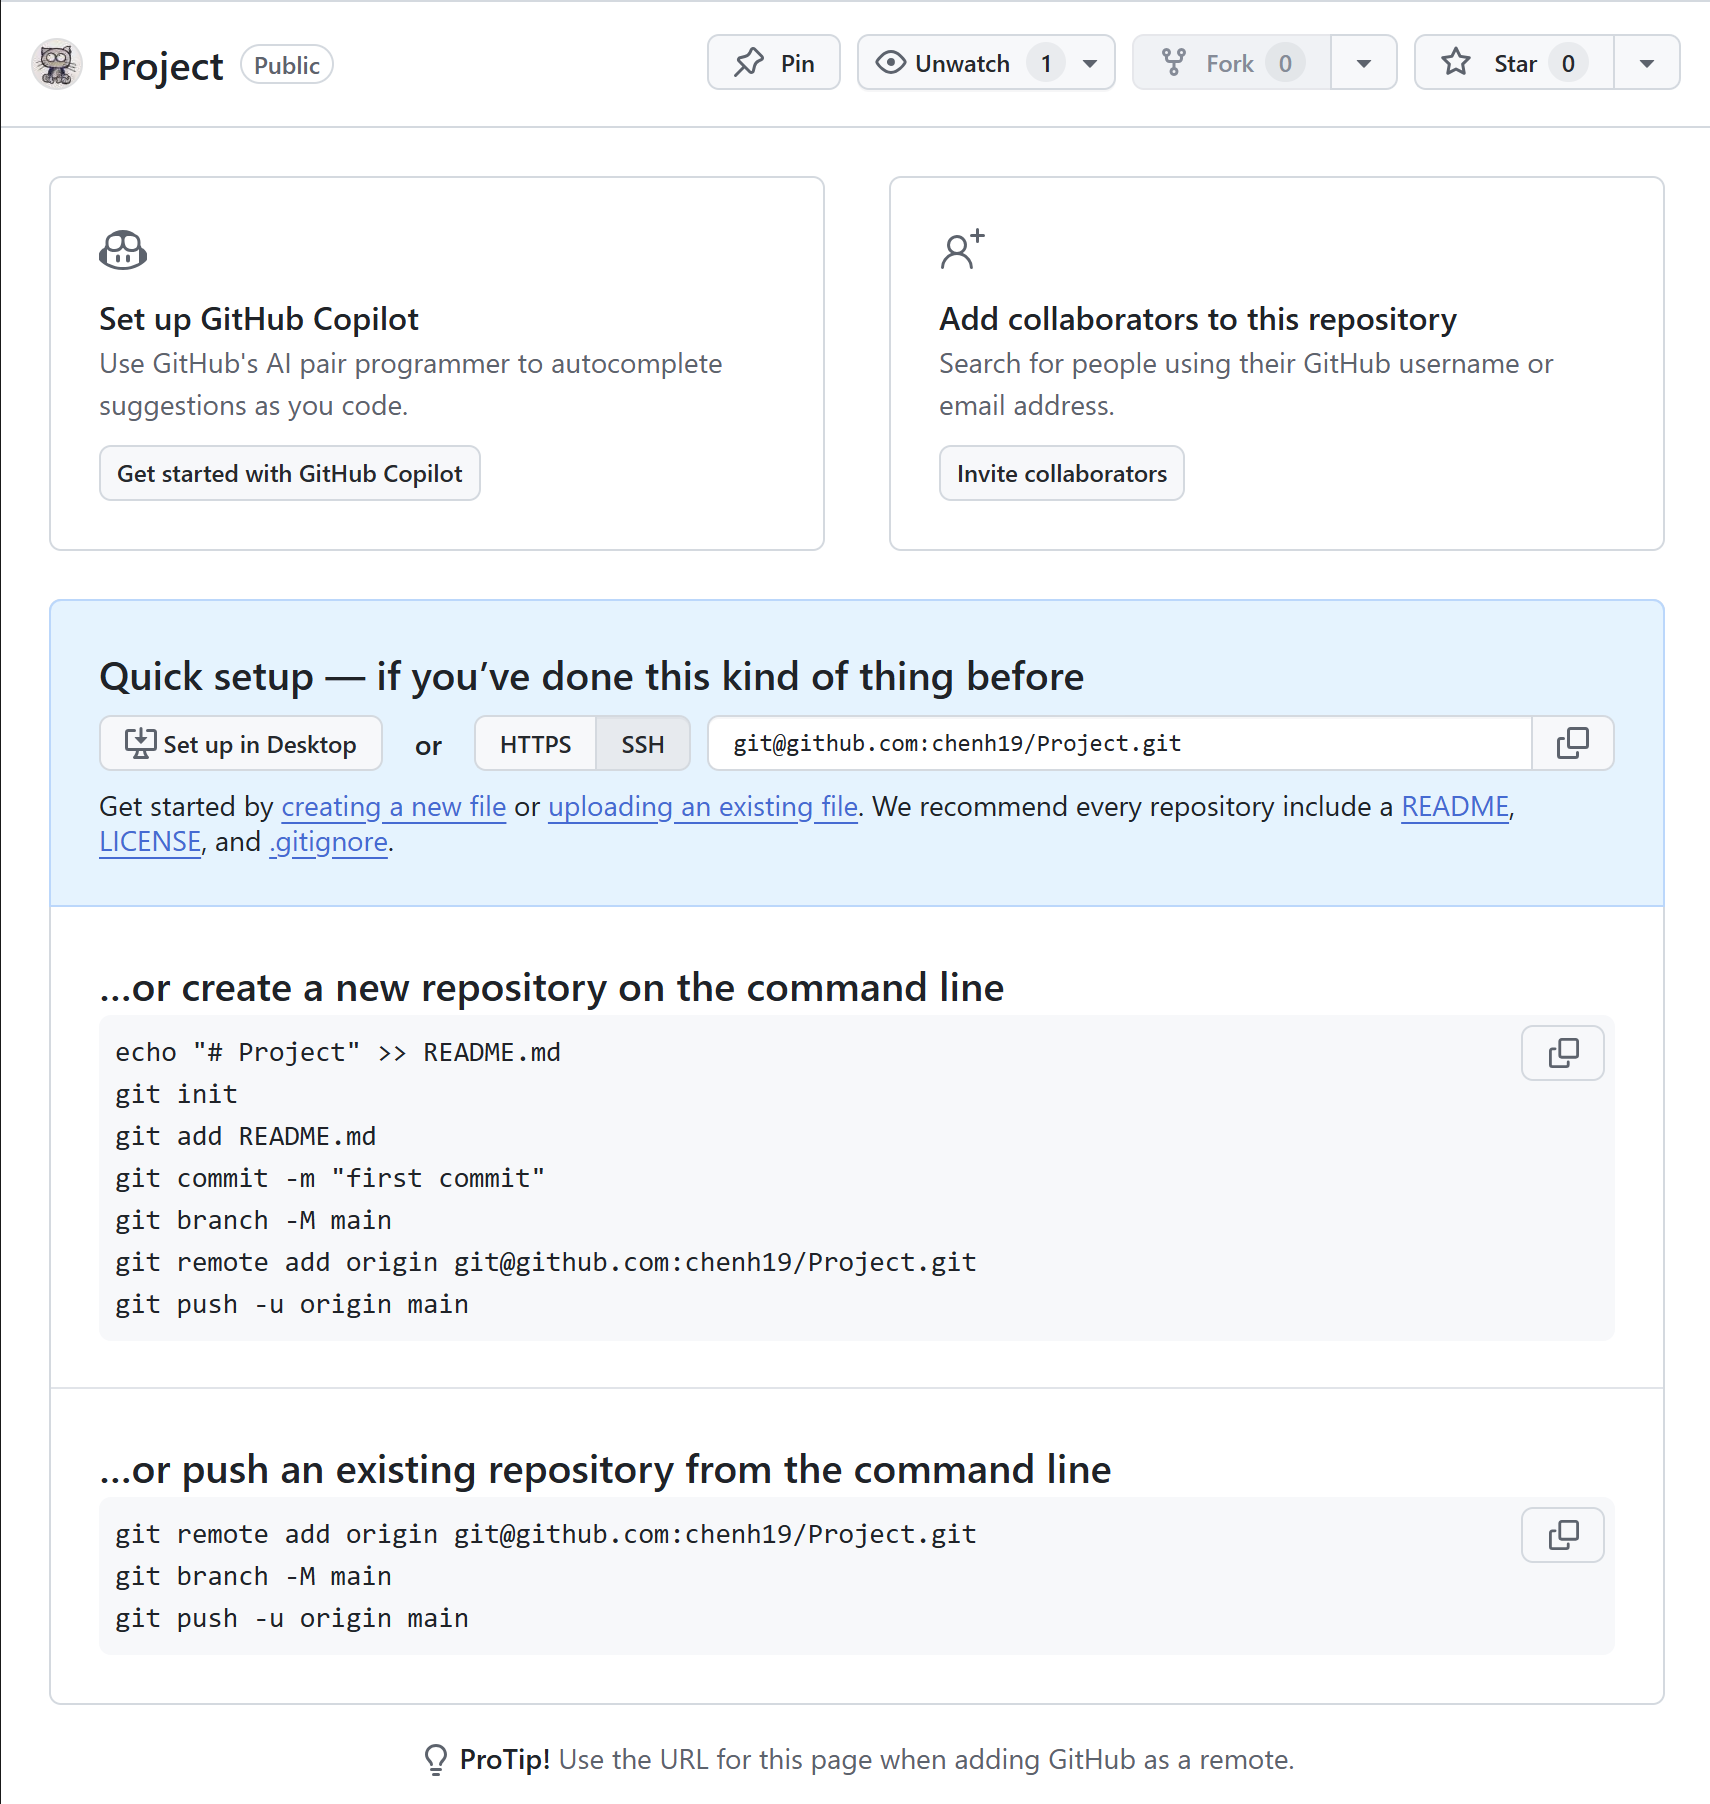 Project Public Pin Unwatch 1 Fork 0 Star 0
Set up GitHub Copilot
Use GitHub's AI pair programmer to autocomplete
suggestions as you code.
Get started with GitHub Copilot
Add collaborators to this repository
Search for people using their GitHub username or
email address.
Invite collaborators
Quick setup — if you’ve done this kind of thing before
Set up in Desktop or HTTPS SSH git@github.com:chenh19/Project.git
Get started by creating a new file or uploading an existing file. We recommend every repository include a README,
LICENSE, and .gitignore.
…or create a new repository on the command line
echo "# Project" >> README.md
git init
git add README.md
git commit -m "first commit"
git branch -M main
git remote add origin git@github.com:chenh19/Project.git
git push -u origin main
…or push an existing repository from the command line
git remote add origin git@github.com:chenh19/Project.git
git branch -M main
git push -u origin main
ProTip! Use the URL for this page when adding GitHub as a remote.